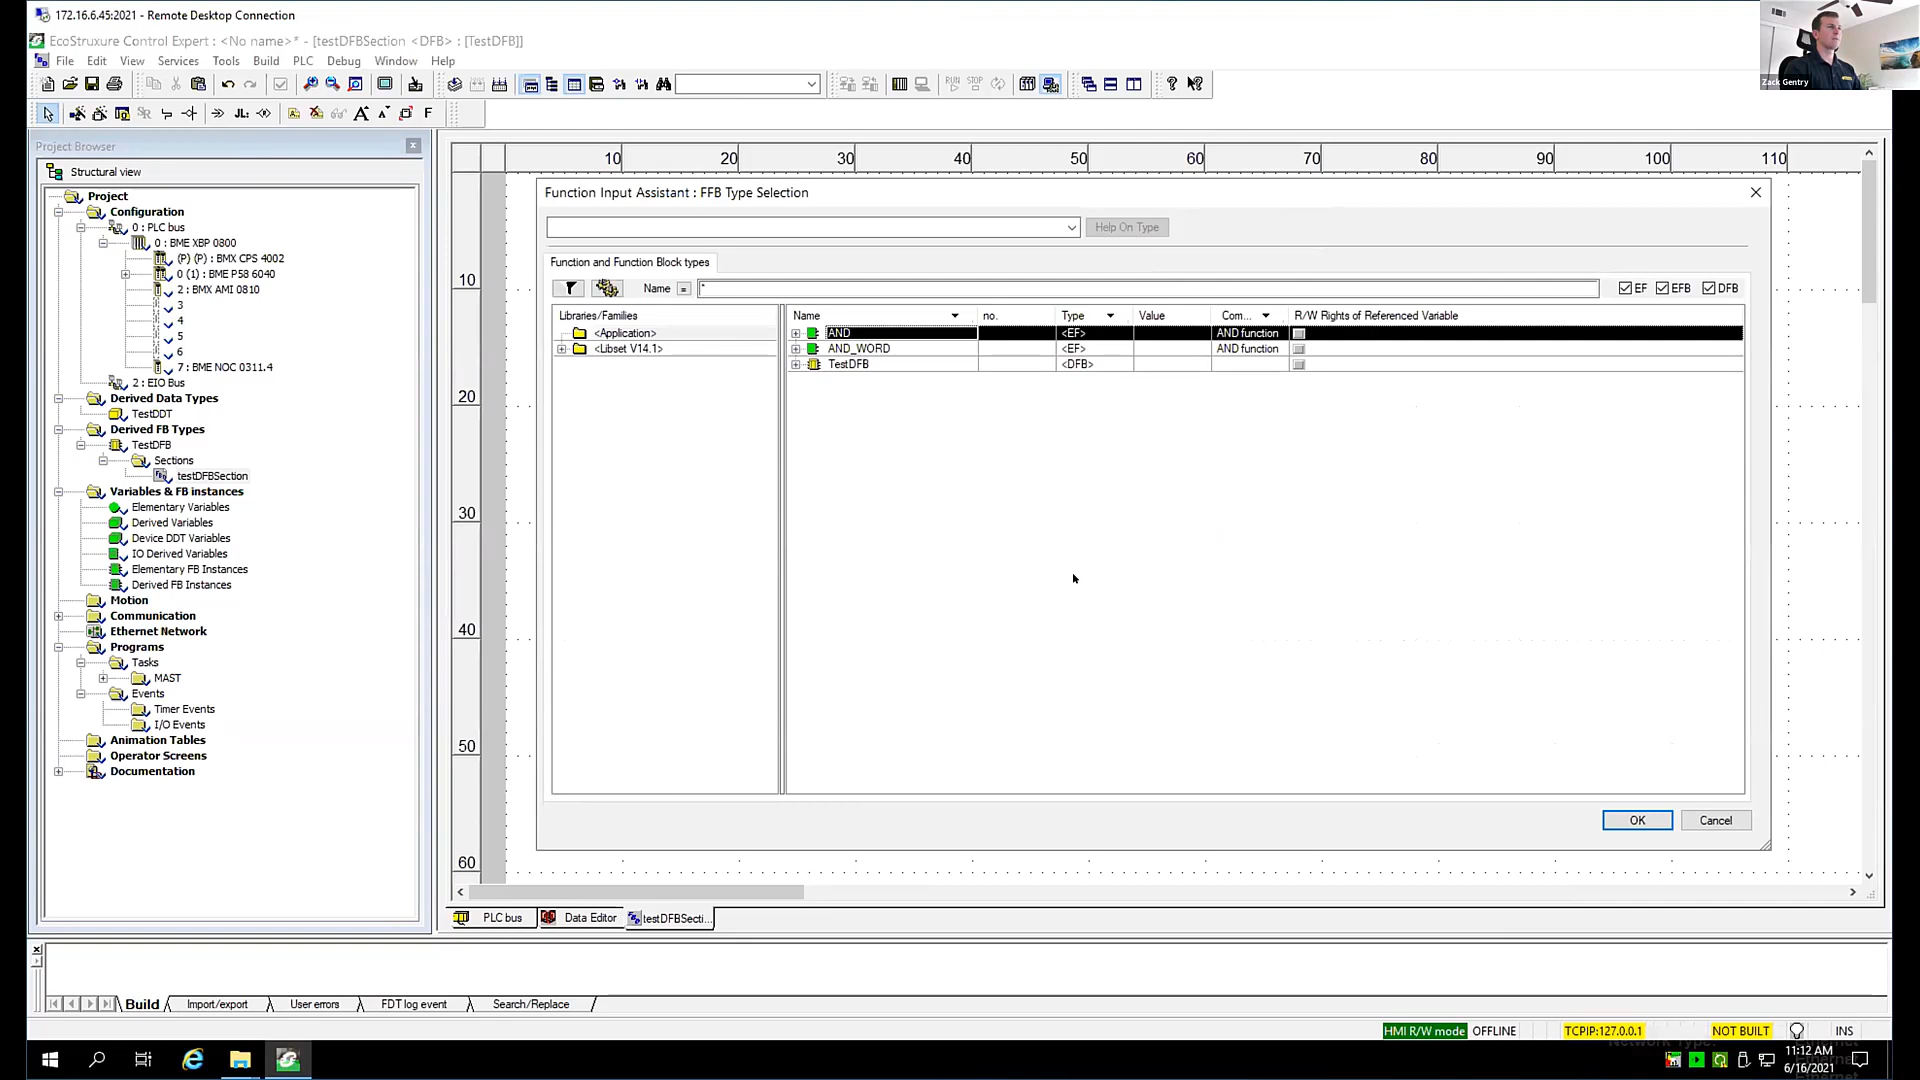 172.16.6.45:2021 - Remote Desktop Connection
Zack Gentry
EcoStruxure Control Expert : <No name>* - [testDFBSection <DFB> : [TestDFB]]
File Edit View Services Tools Build PLC Debug Window Help
RUN STOP
Project Browser
Structural view
Project
Configuration
0 : PLC bus
0 : BME XBP 0800
(P) (P) : BMX CPS 4002
0 (1) : BME P58 6040
2 : BMX AMI 0810
3
4
5
6
7 : BME NOC 0311.4
2 : EIO Bus
Derived Data Types
TestDDT
Derived FB Types
TestDFB
Sections
testDFBSection
Variables & FB instances
Elementary Variables
Derived Variables
Device DDT Variables
IO Derived Variables
Elementary FB Instances
Derived FB Instances
Motion
Communication
Ethernet Network
Programs
Tasks
MAST
Events
Timer Events
I/O Events
Animation Tables
Operator Screens
Documentation
10 20 30 40 50 60 70 80 90 100 110
10
20
30
40
50
60
Function Input Assistant : FFB Type Selection
Help On Type
Function and Function Block types
Name = * EF EFB DFB
Libraries/Families
<Application>
<Libset V14.1>
Name no. Type Value Com... R/W Rights of Referenced Variable
AND <EF> AND function
AND_WORD <EF> AND function
TestDFB <DFB>
OK Cancel
PLC bus Data Editor testDFBSecti...
Build Import/export User errors FDT log event Search/Replace
HMI R/W mode OFFLINE TCPIP:127.0.0.1 NOT BUILT INS
11:12 AM
6/16/2021